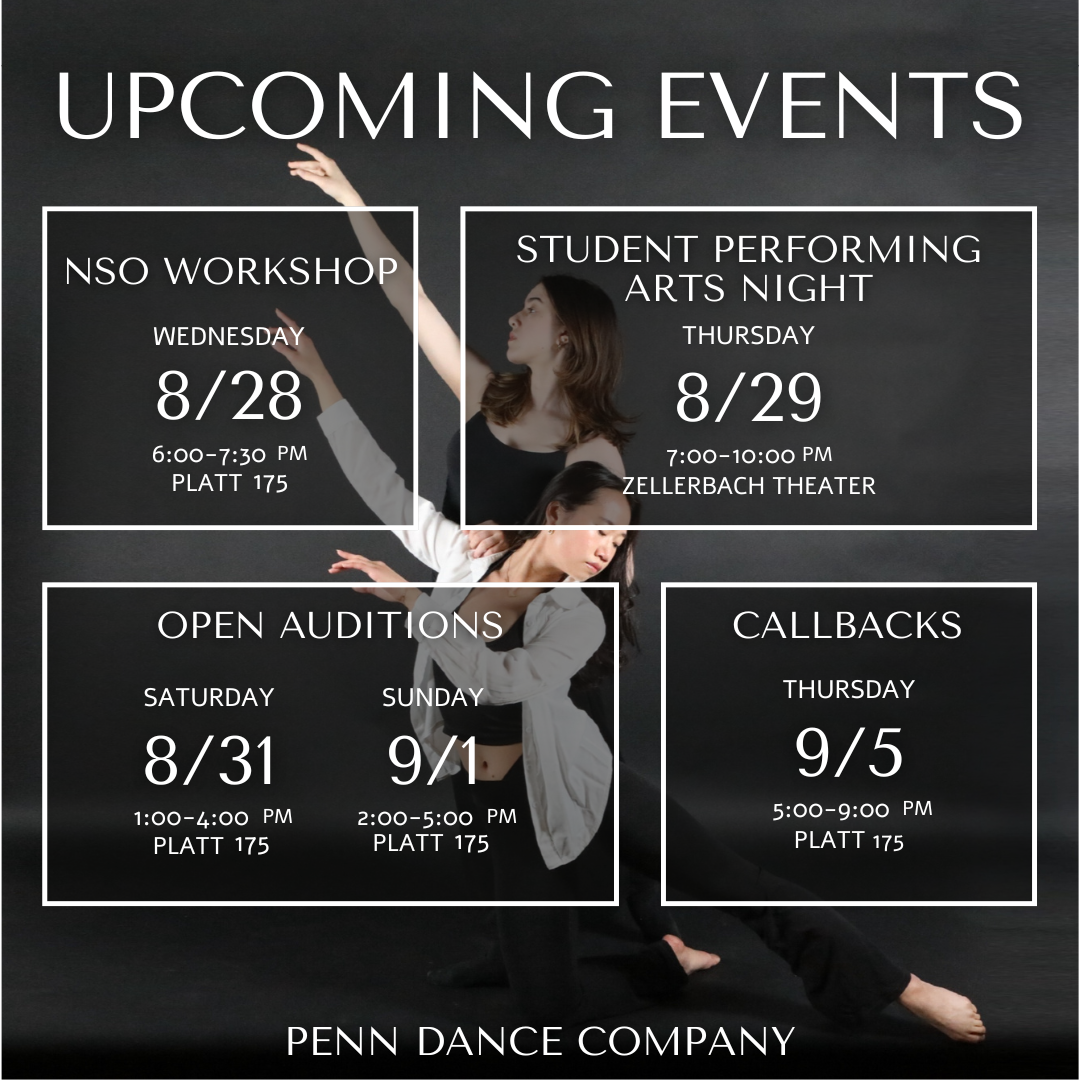 UPCOMING EVENTS
NSO WORKSHOP
WEDNESDAY
8/28
6:00-7:30 PM
PLATT 175
STUDENT PERFORMING
ARTS NIGHT
THURSDAY
8/29
7:00-10:00 PM
ZELLERBACH THEATER
OPEN AUDITIONS
SATURDAY
8/31
1:00-4:00 PM
PLATT 175
SUNDAY
9/1
2:00-5:00 PM
PLATT 175
CALLBACKS
THURSDAY
9/5
5:00-9:00 PM
PLATT 175
PENN DANCE COMPANY